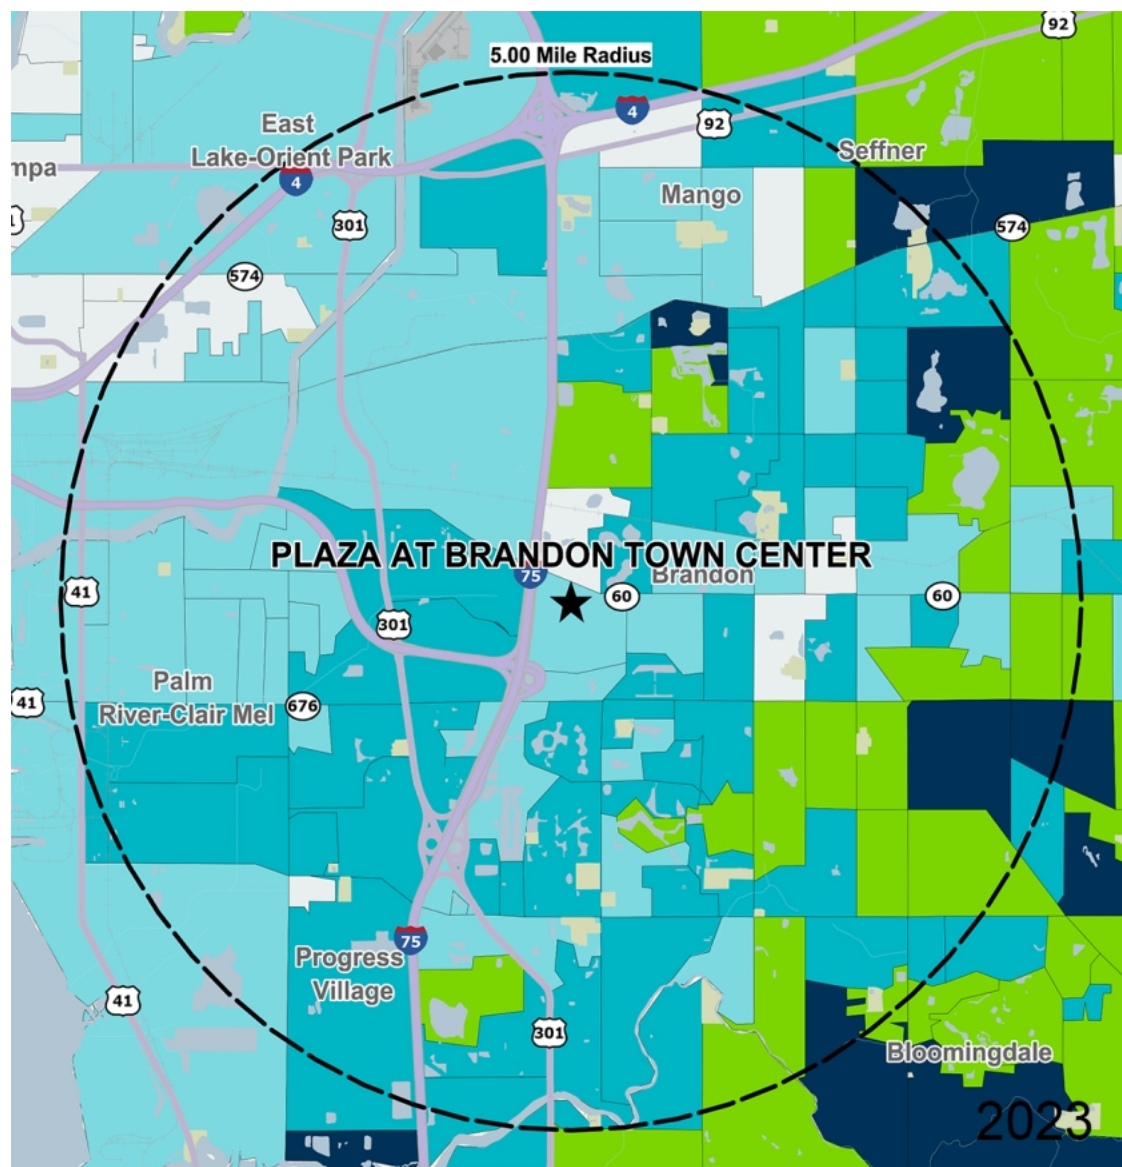 92
5.00 Mile Radius
4
92
East
Lake-Orient Park
Seffner
mpa
4
Mango
301
574
574
PLAZA AT BRANDON TOWN CENTER
75
Brandon
41
60
60
301
Palm
River-Clair Mel
41
676
75
Progress
Village
41
301
Bloomingdale
2023